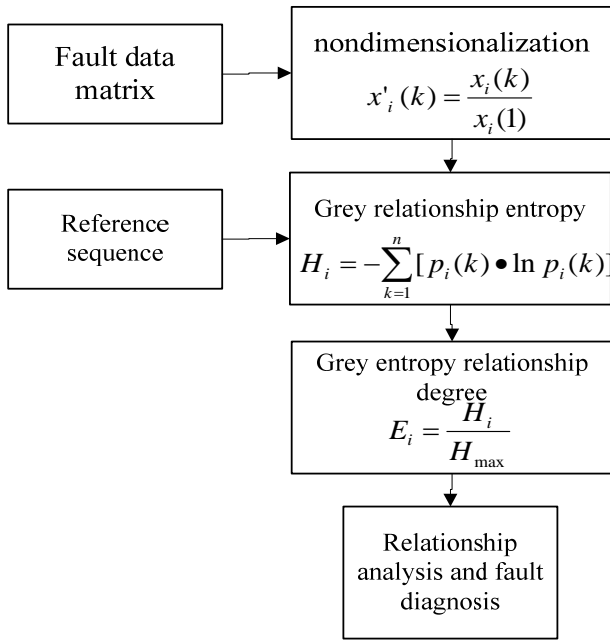 Fault data
matrix
nondimensionalization
x'_i(k) = x_i(k) / x_i(1)
Reference
sequence
Grey relationship entropy
H_i = -∑_{k=1}^{n} [p_i(k) • ln p_i(k)]
Grey entropy relationship
degree
E_i = H_i / H_max
Relationship
analysis and fault
diagnosis